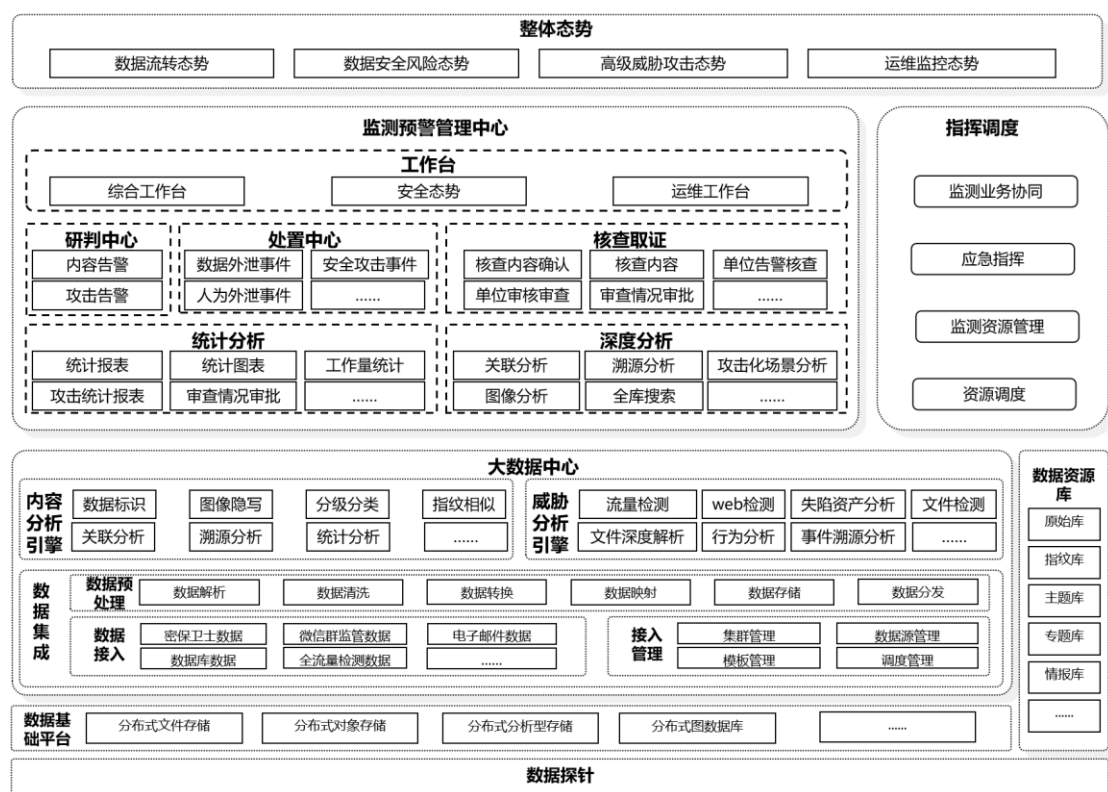 整体态势
数据流转态势
数据安全风险态势
高级威胁攻击态势
运维监控态势
监测预警管理中心
工作台
综合工作台
安全态势
运维工作台
研判中心
内容告警
攻击告警
处置中心
数据外泄事件
安全攻击事件
人为外泄事件
......
核查取证
核查内容确认
核查内容
单位告警核查
单位审核审查
审查情况审批
......
统计分析
统计报表
统计图表
工作量统计
攻击统计报表
审查情况审批
......
深度分析
关联分析
溯源分析
攻击化场景分析
图像分析
全库搜索
......
指挥调度
监测业务协同
应急指挥
监测资源管理
资源调度
大数据中心
内容
分析
引擎
数据标识
图像隐写
分级分类
指纹相似
关联分析
溯源分析
统计分析
......
威胁
分析
引擎
流量检测
web检测
失陷资产分析
文件检测
文件深度解析
行为分析
事件溯源分析
......
数
据
集
成
数据预
处理
数据解析
数据清洗
数据转换
数据映射
数据存储
数据分发
数据
接入
密保卫士数据
微信群监管数据
电子邮件数据
数据库数据
全流量检测数据
......
接入
管理
集群管理
数据源管理
模板管理
调度管理
数据资源
库
原始库
指纹库
主题库
专题库
情报库
......
数据基
础平台
分布式文件存储
分布式对象存储
分布式分析型存储
分布式图数据库
......
数据探针